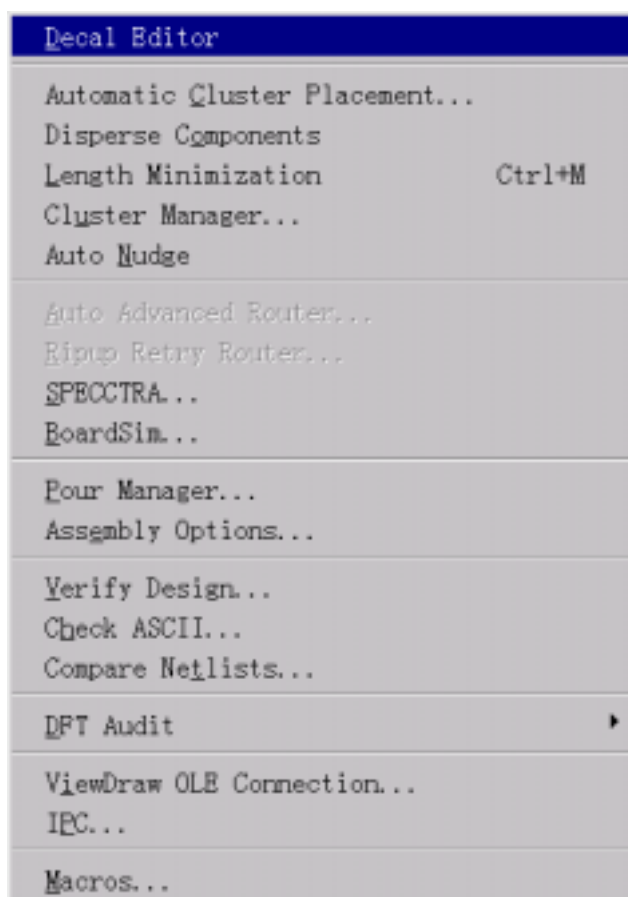 Decal Editor
Automatic Cluster Placement...
Disperse Components
Length Minimization Ctrl+M
Cluster Manager...
Auto Nudge
Auto Advanced Router...
Ripup Retry Router...
SPECCTRA...
BoardSim...
Pour Manager...
Assembly Options...
Verify Design...
Check ASCII...
Compare Netlists...
DFT Audit
ViewDraw OLE Connection...
IPC...
Macros...